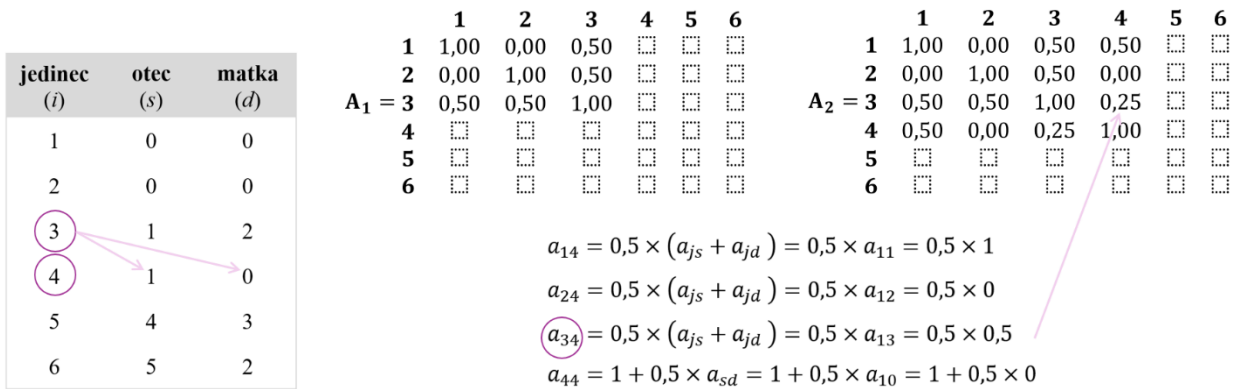 jedinec otec matka
(i) (s) (d)
1 0 0
2 0 0
3 1 2
4 1 0
5 4 3
6 5 2
1 2 3 4 5 6
1 1,00 0,00 0,50
2 0,00 1,00 0,50
A₁ = 3 0,50 0,50 1,00
4
5
6
1 2 3 4 5 6
1 1,00 0,00 0,50 0,50
2 0,00 1,00 0,50 0,00
A₂ = 3 0,50 0,50 1,00 0,25
4 0,50 0,00 0,25 1,00
5
6
a₁₄ = 0,5 × (a_js + a_jd ) = 0,5 × a₁₁ = 0,5 × 1
a₂₄ = 0,5 × (a_js + a_jd ) = 0,5 × a₁₂ = 0,5 × 0
a₃₄ = 0,5 × (a_js + a_jd ) = 0,5 × a₁₃ = 0,5 × 0,5
a₄₄ = 1 + 0,5 × a_sd = 1 + 0,5 × a₁₀ = 1 + 0,5 × 0